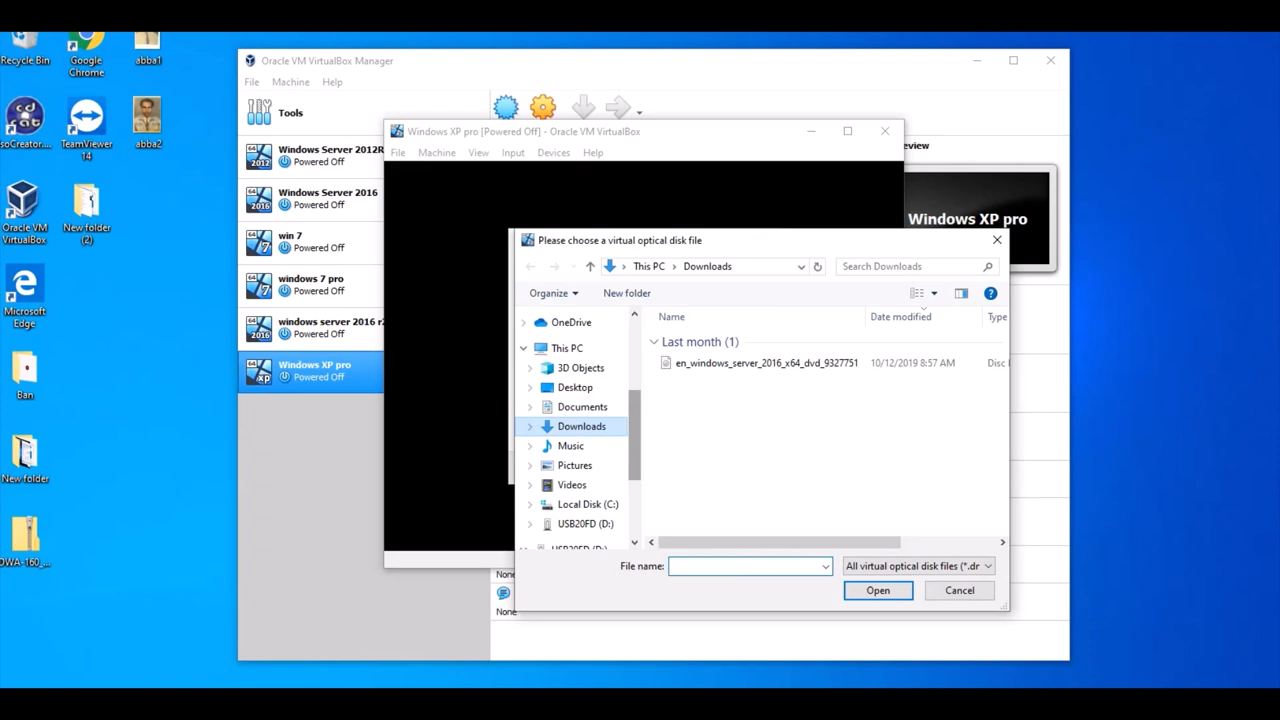 Recycle Bin
Google Chrome
abba1
soCreator....
TeamViewer 14
abba2
Oracle VM VirtualBox
New folder (2)
Microsoft Edge
Ban
New folder
DWA-160_...
Oracle VM VirtualBox Manager
File Machine Help
Tools
Windows Server 2012R
Powered Off
Windows Server 2016
Powered Off
win 7
Powered Off
windows 7 pro
Powered Off
windows server 2016 r2
Powered Off
Windows XP pro
Powered Off
eview
Windows XP pro
None
None
Windows XP pro [Powered Off] - Oracle VM VirtualBox
File Machine View Input Devices Help
Please choose a virtual optical disk file
This PC > Downloads
Search Downloads
Organize New folder
OneDrive
This PC
3D Objects
Desktop
Documents
Downloads
Music
Pictures
Videos
Local Disk (C:)
USB20FD (D:)
USB20FD (D:)
Name Date modified Type
Last month (1)
en_windows_server_2016_x64_dvd_9327751 10/12/2019 8:57 AM Disc I
File name: All virtual optical disk files (*.dr
Open Cancel